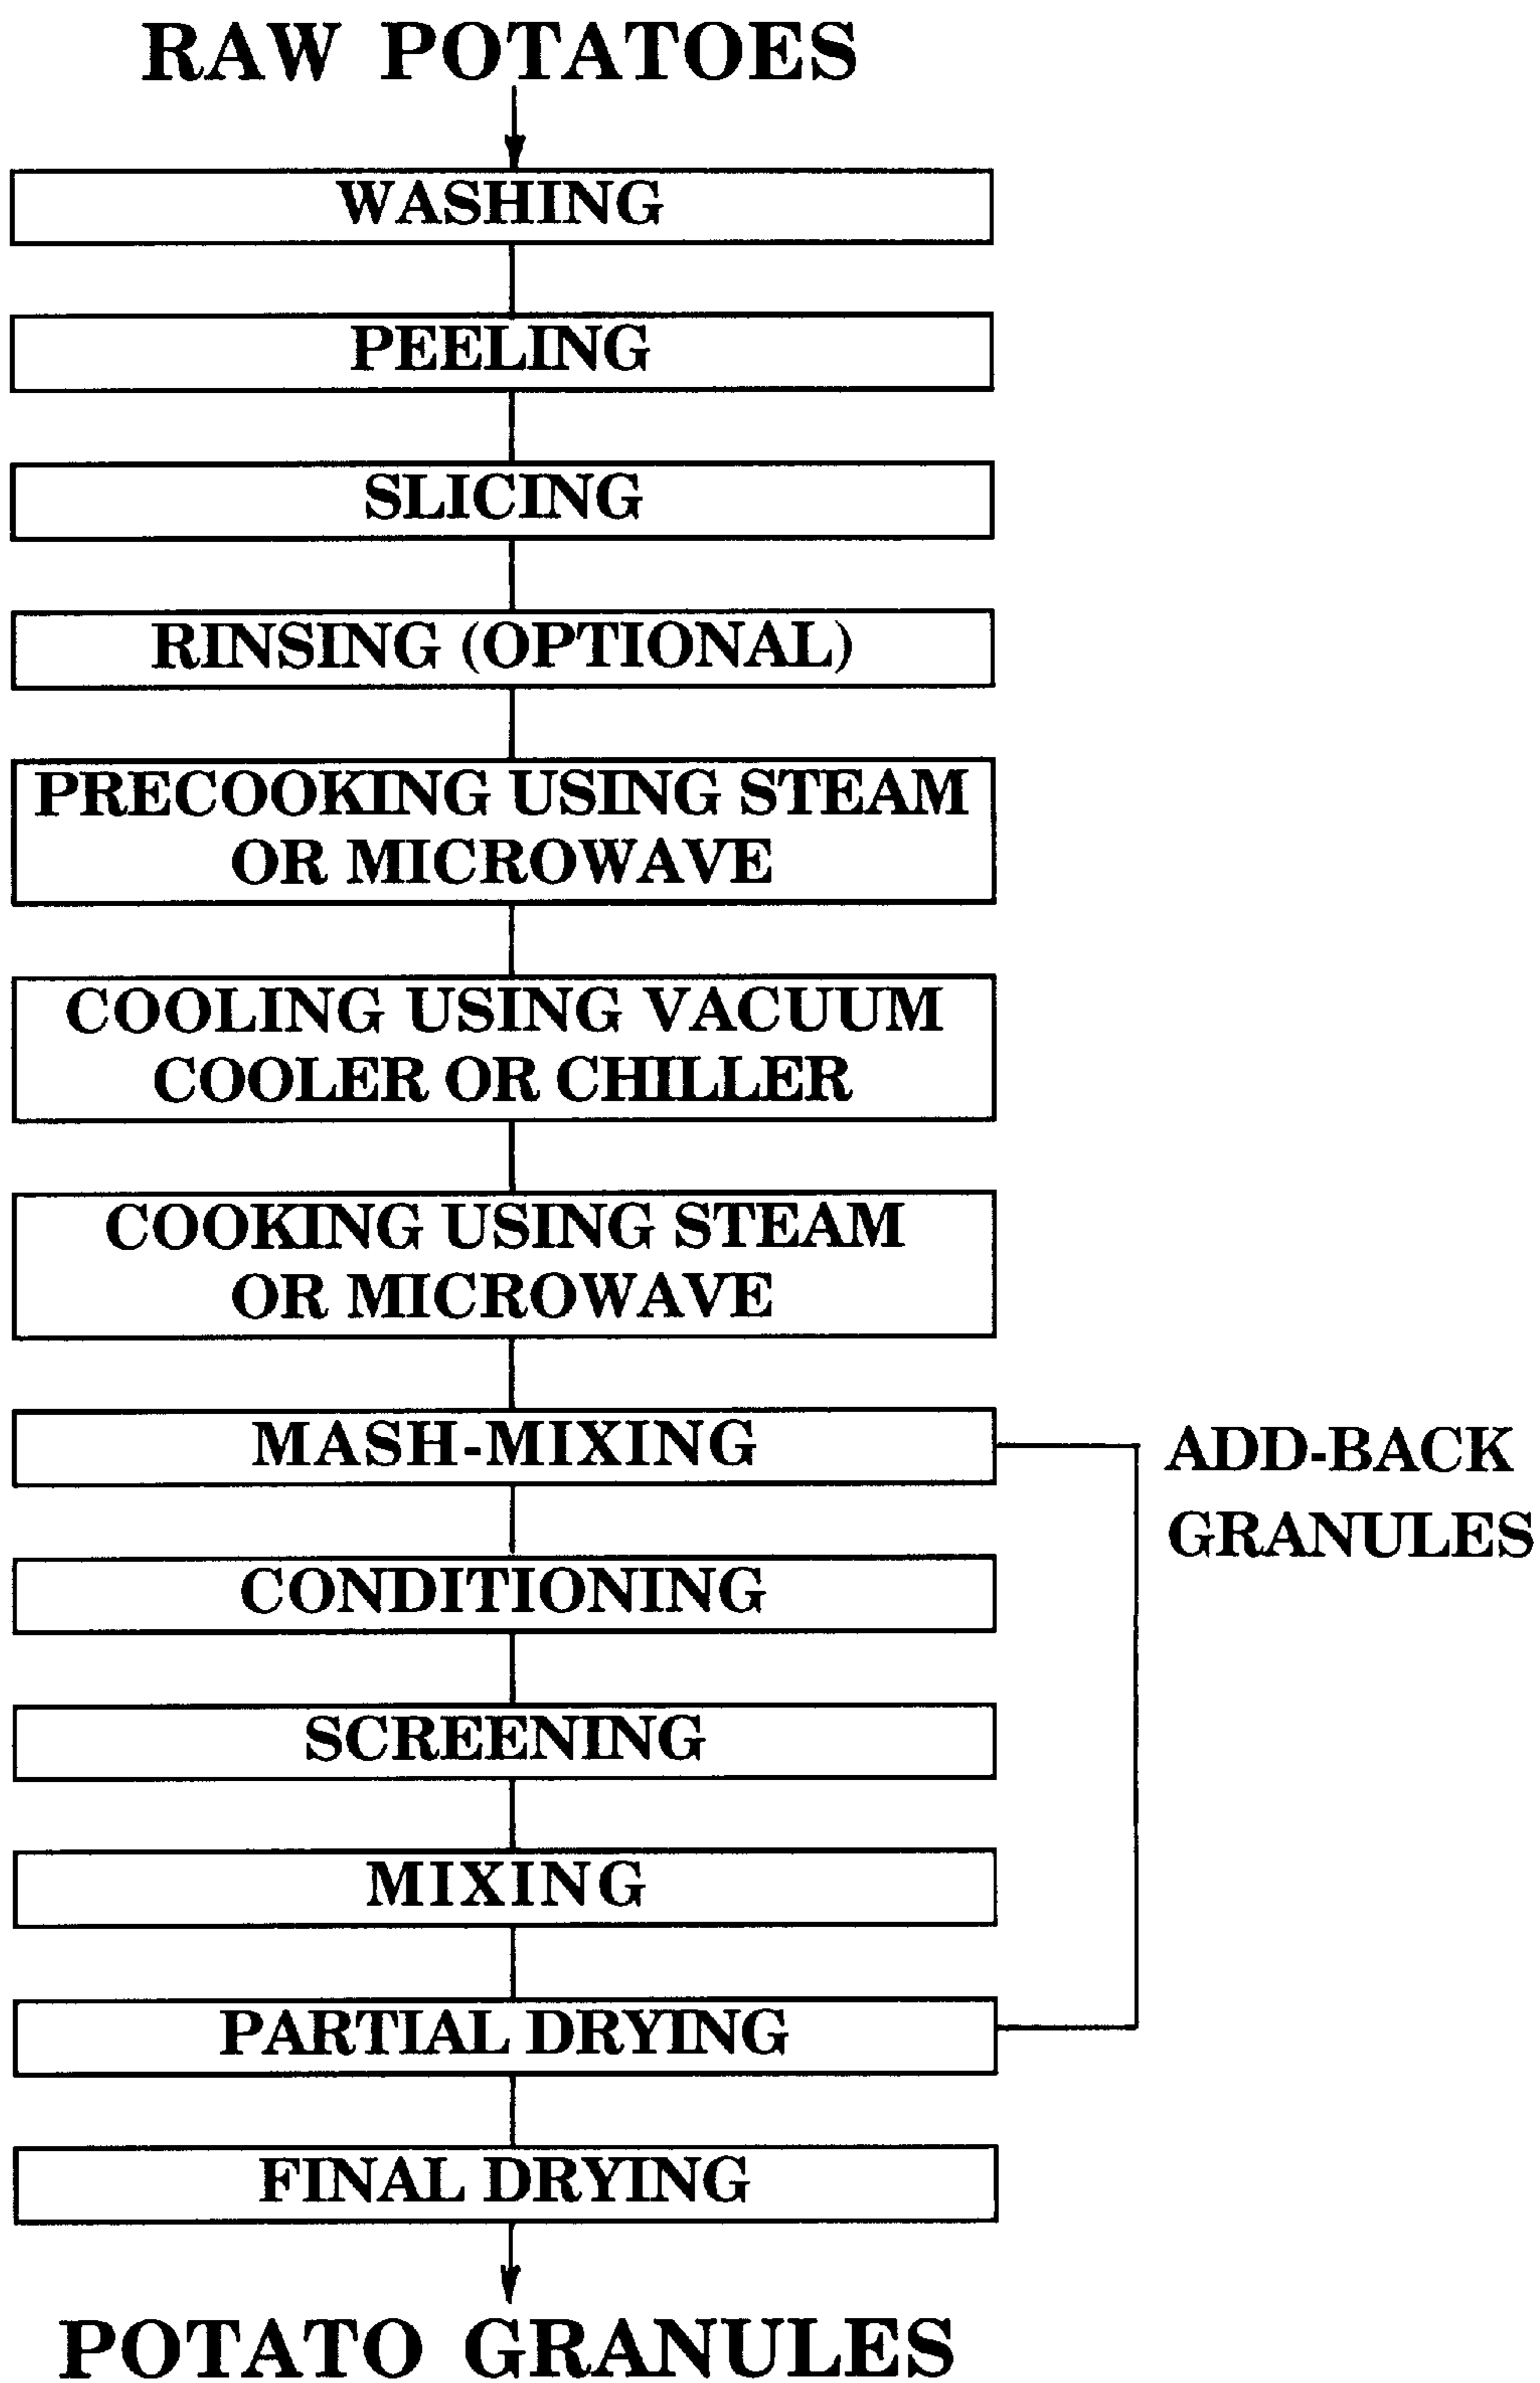 RAW POTATOES
WASHING
PEELING
SLICING
RINSING (OPTIONAL)
PRECOOKING USING STEAM
OR MICROWAVE
COOLING USING VACUUM
COOLER OR CHILLER
COOKING USING STEAM
OR MICROWAVE
MASH-MIXING
ADD-BACK
GRANULES
CONDITIONING
SCREENING
MIXING
PARTIAL DRYING
FINAL DRYING
POTATO GRANULES